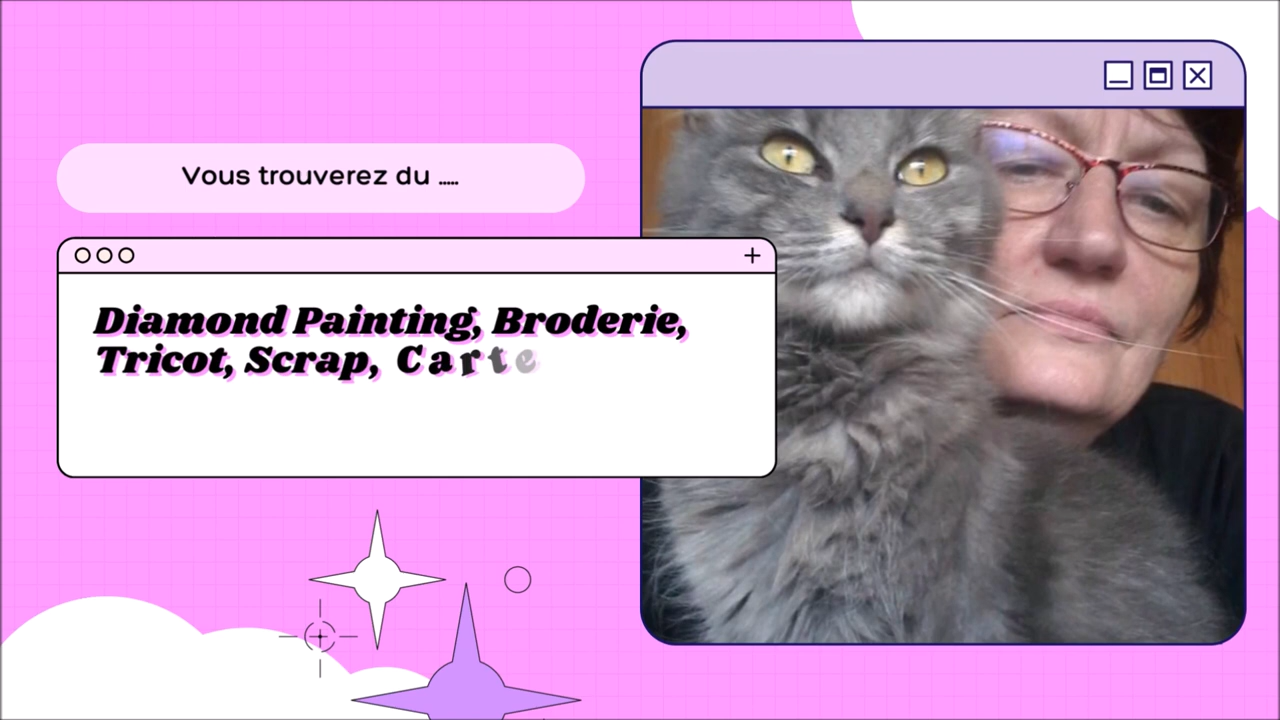 Vous trouverez du .....
Diamond Painting, Broderie,
Tricot, Scrap, Carte